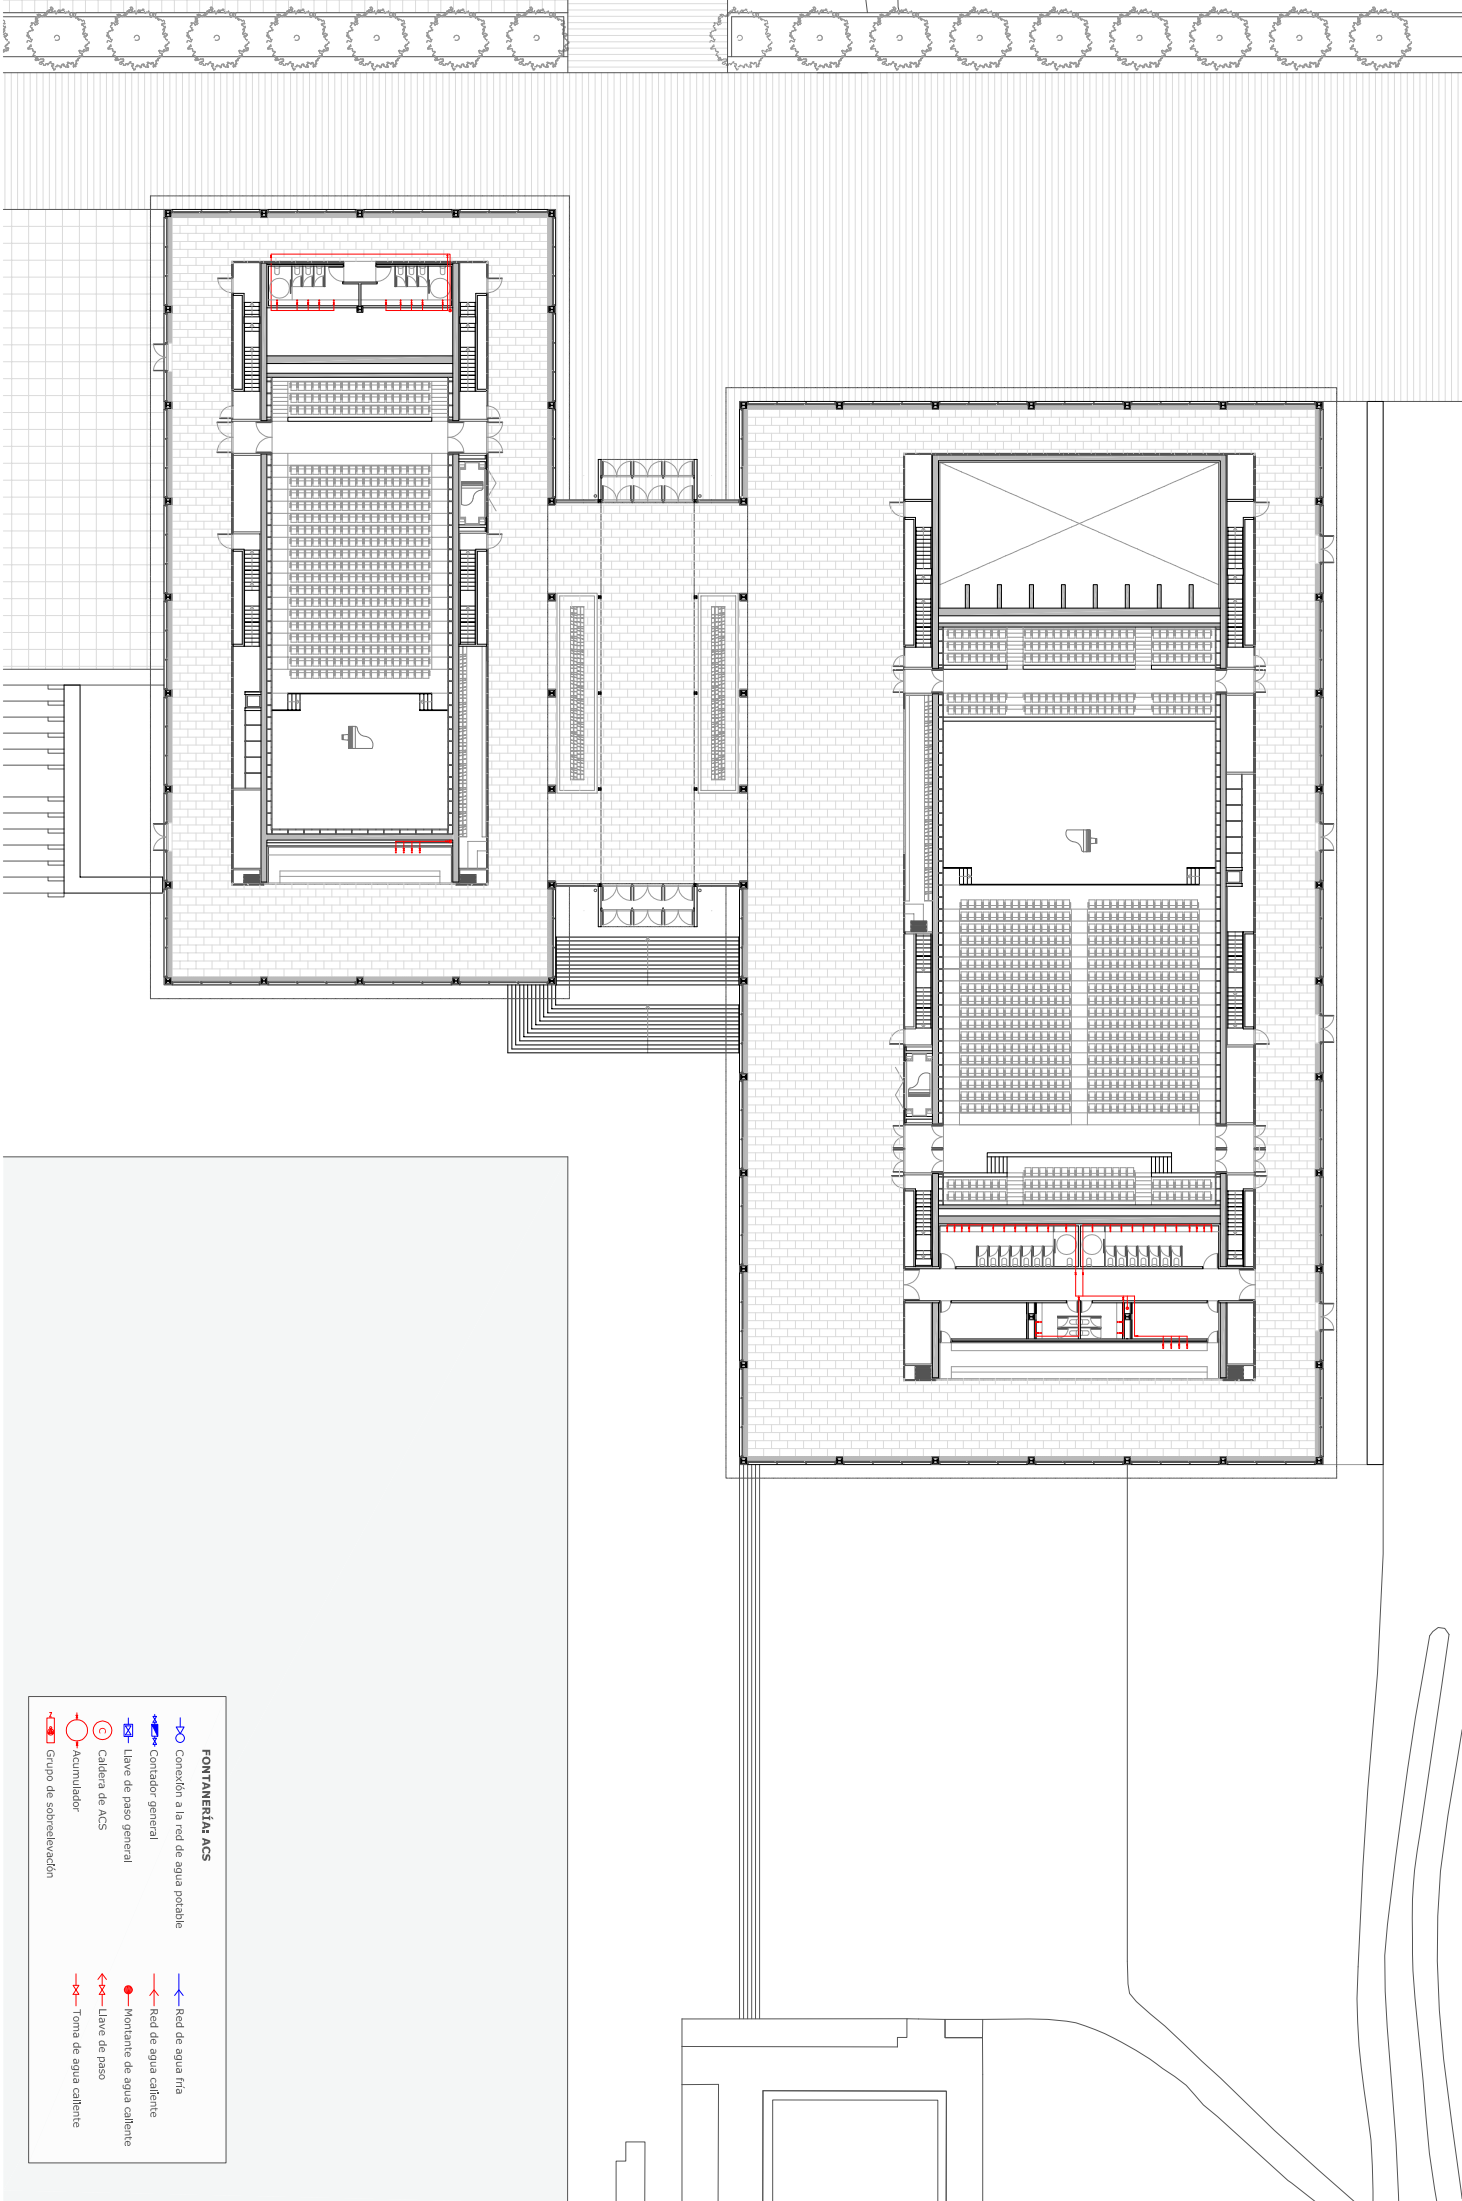 FONTANERÍA: ACS
Conexión a la red de agua potable
Contador general
Llave de paso general
C
Caldera de ACS
Acumulador
Grupo de sobreelevación
Red de agua fría
Red de agua caliente
Montante de agua caliente
Llave de paso
Toma de agua caliente